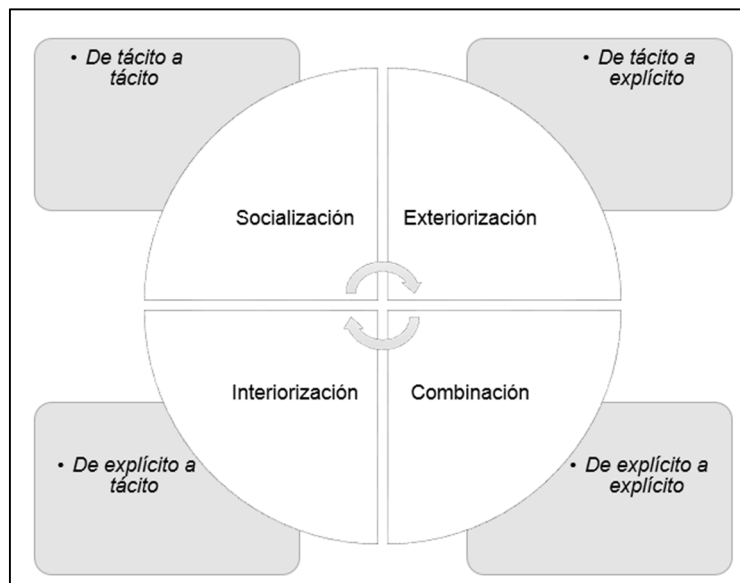 • De tácito a
tácito
• De tácito a
explícito
Socialización
Exteriorización
Interiorización
Combinación
• De explícito a
tácito
• De explícito a
explícito